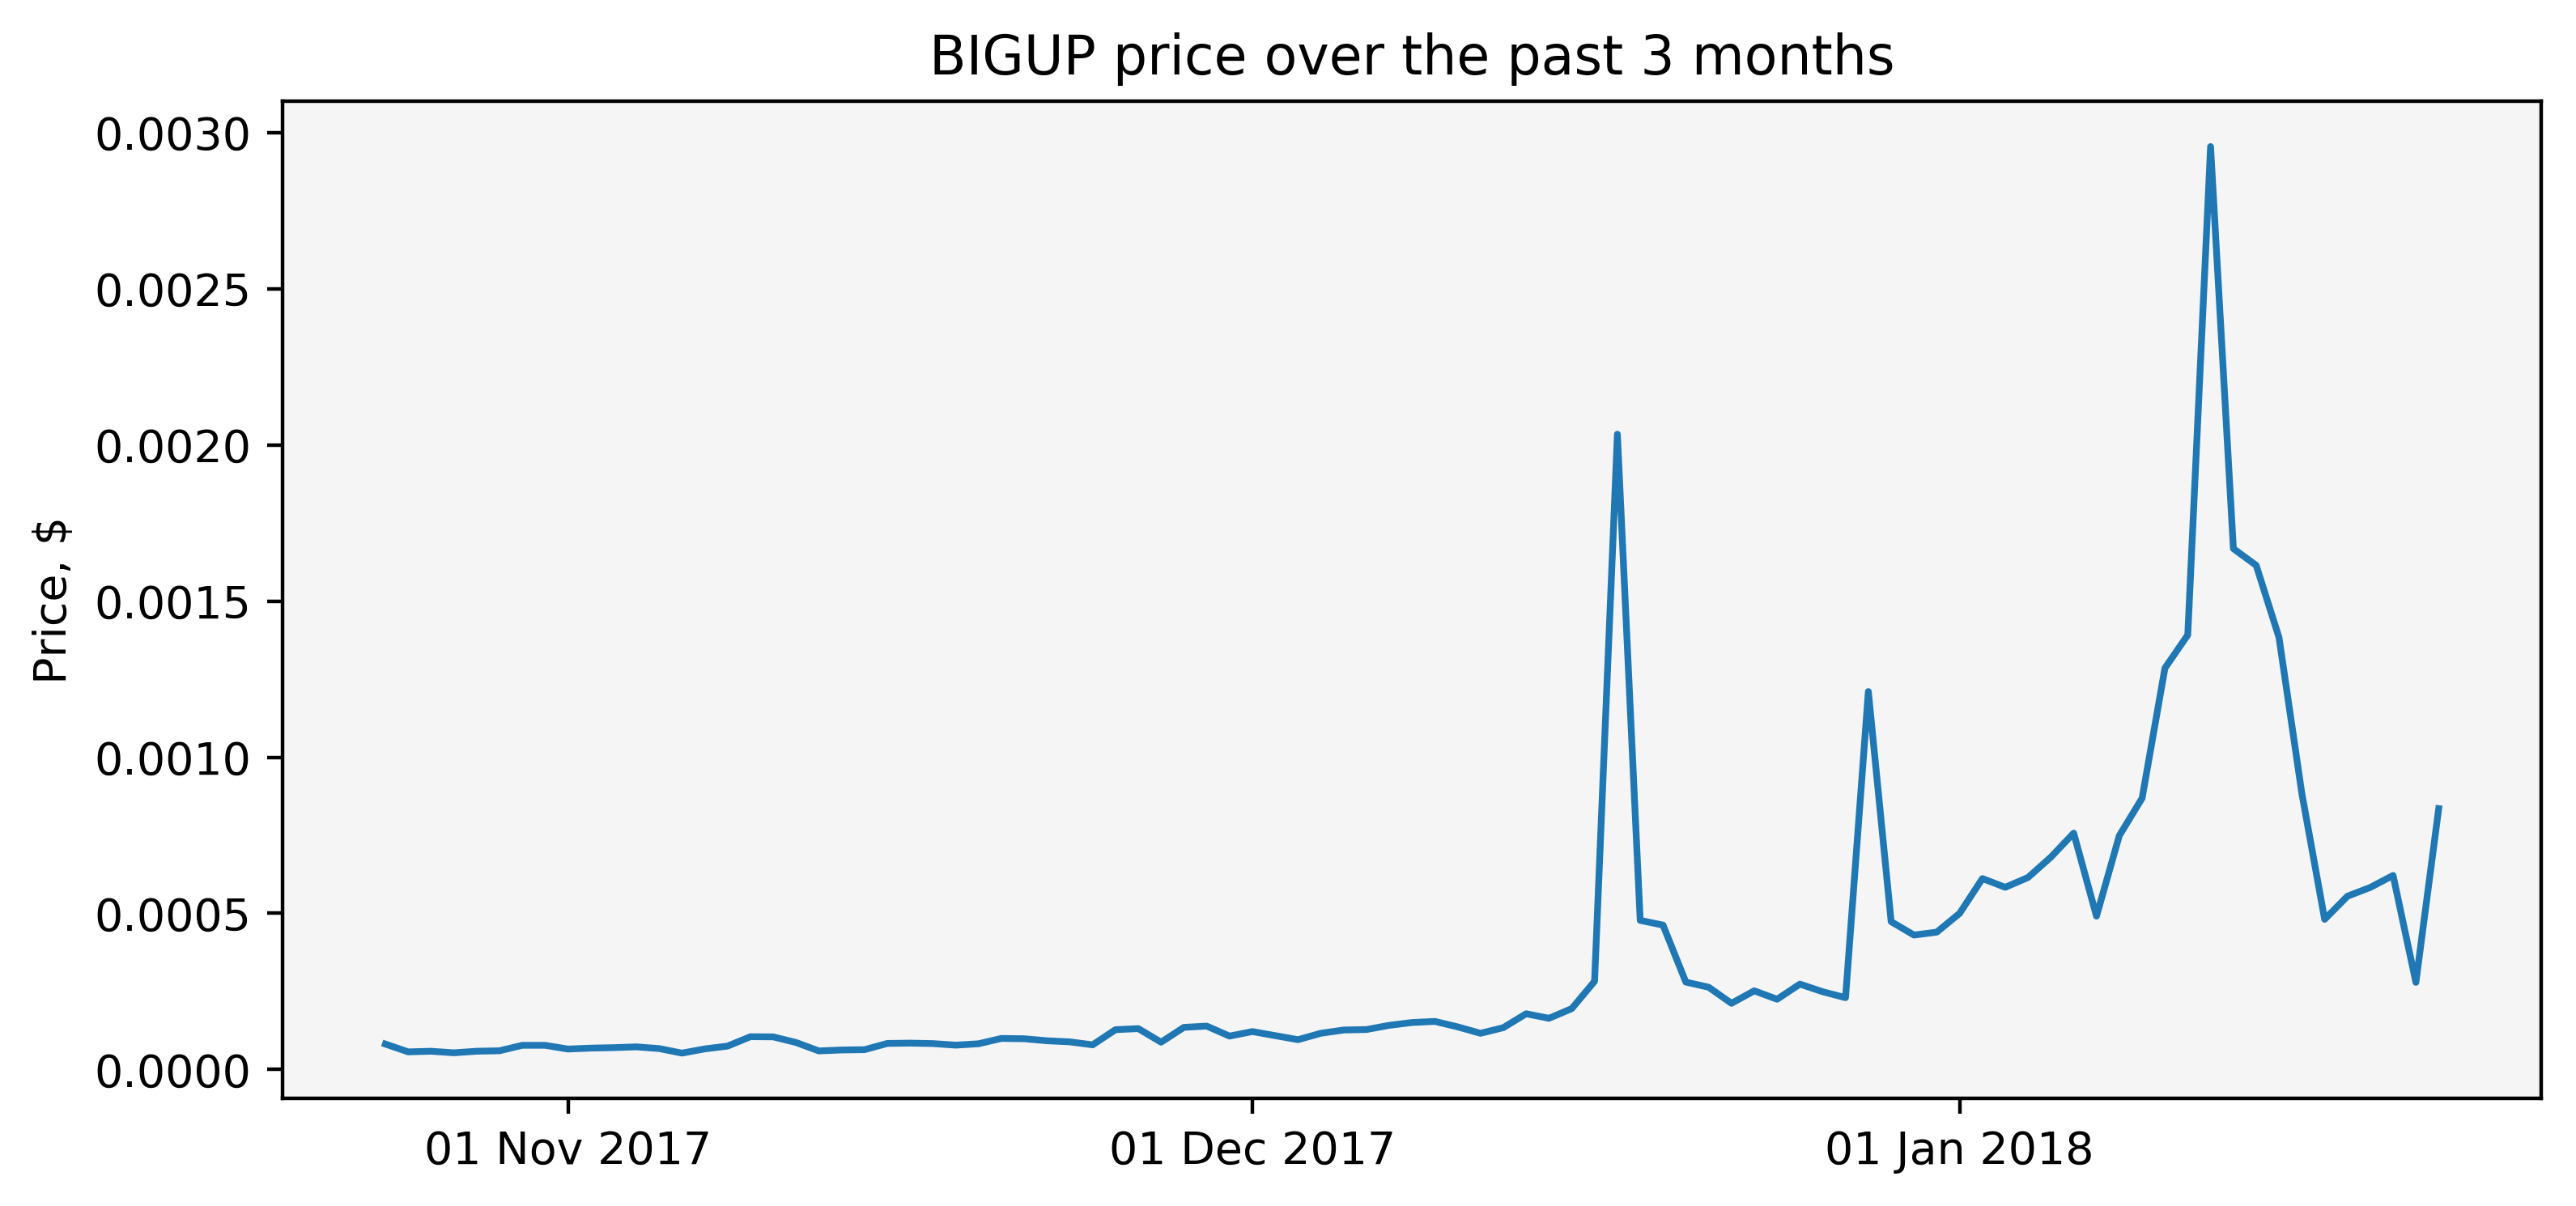 BIGUP price over the past 3 months
0.0030
0.0025
0.0020
0.0015
0.0010
0.0005
0.0000
Price, $
01 Nov 2017
01 Dec 2017
01 Jan 2018